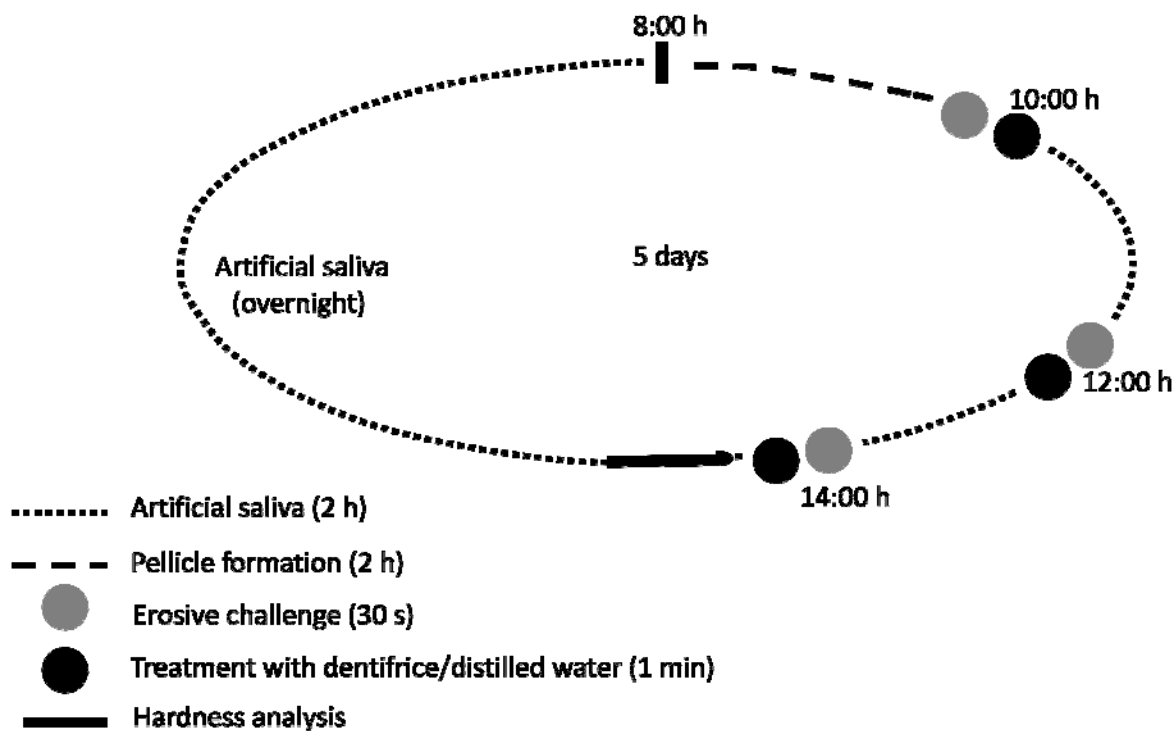 8:00 h
10:00 h
5 days
Artificial saliva
(overnight)
12:00 h
14:00 h
Artificial saliva (2 h)
Pellicle formation (2 h)
Erosive challenge (30 s)
Treatment with dentifrice/distilled water (1 min)
Hardness analysis